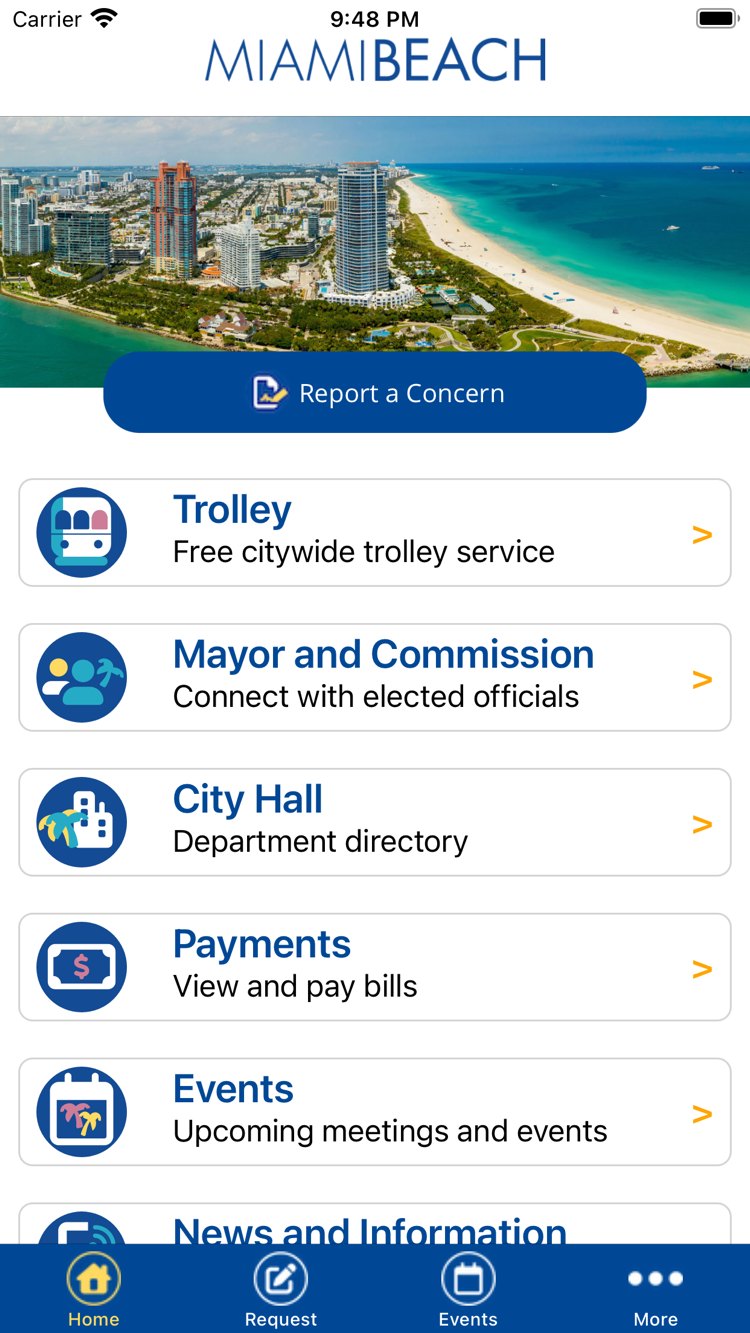 Carrier 9:48 PM
MIAMIBEACH
Report a Concern
Trolley
Free citywide trolley service
>
Mayor and Commission
Connect with elected officials
>
City Hall
Department directory
>
$
Payments
View and pay bills
>
Events
Upcoming meetings and events
>
News and Information
Home Request Events More